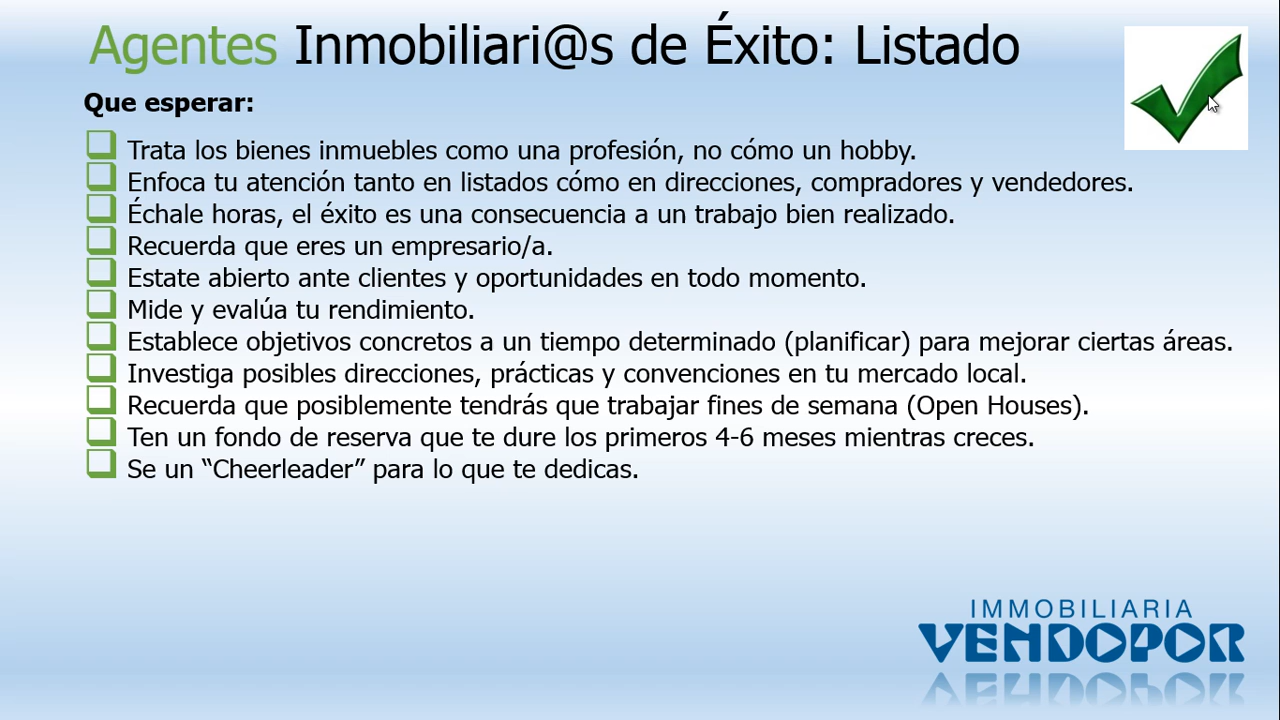 Agentes Inmobiliari@s de Éxito: Listado
Que esperar:
Trata los bienes inmuebles como una profesión, no cómo un hobby.
Enfoca tu atención tanto en listados cómo en direcciones, compradores y vendedores.
Échale horas, el éxito es una consecuencia a un trabajo bien realizado.
Recuerda que eres un empresario/a.
Estate abierto ante clientes y oportunidades en todo momento.
Mide y evalúa tu rendimiento.
Establece objetivos concretos a un tiempo determinado (planificar) para mejorar ciertas áreas.
Investiga posibles direcciones, prácticas y convenciones en tu mercado local.
Recuerda que posiblemente tendrás que trabajar fines de semana (Open Houses).
Ten un fondo de reserva que te dure los primeros 4-6 meses mientras creces.
Se un “Cheerleader” para lo que te dedicas.
IMMOBILIARIA
VENDOPOR